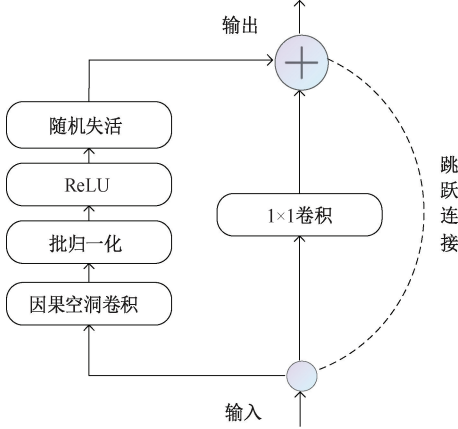 输出
随机失活
ReLU
批归一化
因果空洞卷积
1×1卷积
跳跃连接
输入